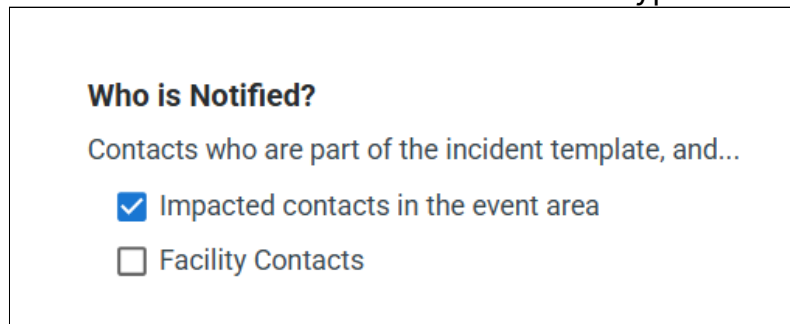 Who is Notified?
Contacts who are part of the incident template, and...
Impacted contacts in the event area
Facility Contacts